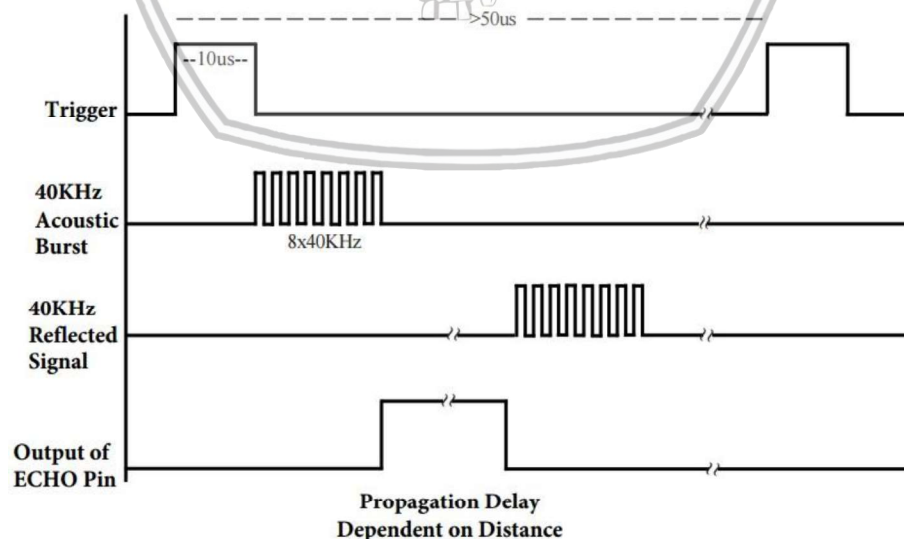 >50us
--10us--
Trigger
40KHz
Acoustic
Burst
8x40KHz
40KHz
Reflected
Signal
Output of
ECHO Pin
Propagation Delay
Dependent on Distance